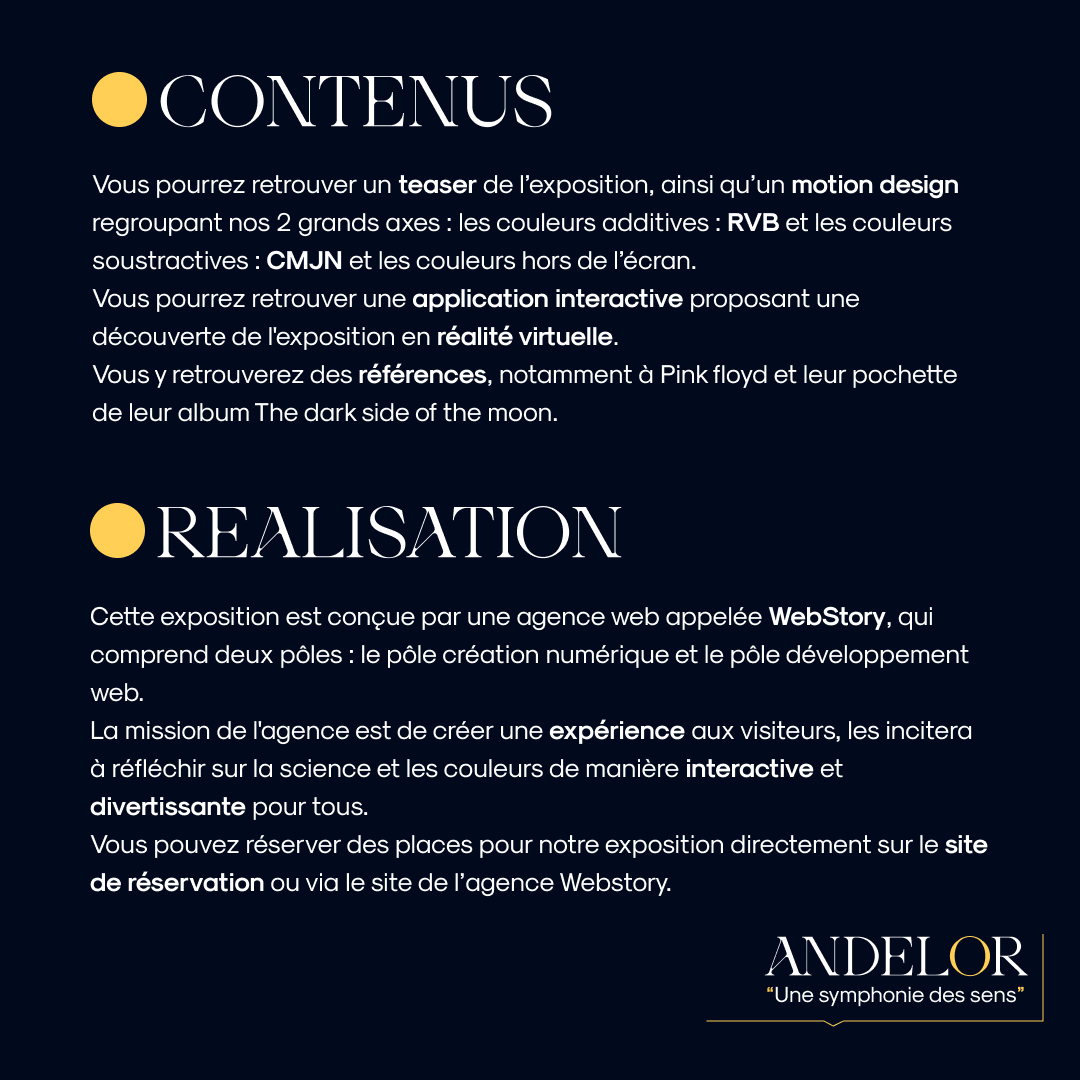 CONTENUS
Vous pourrez retrouver un teaser de l’exposition, ainsi qu’un motion design
regroupant nos 2 grands axes : les couleurs additives : RVB et les couleurs
soustractives : CMJN et les couleurs hors de l’écran.
Vous pourrez retrouver une application interactive proposant une
découverte de l'exposition en réalité virtuelle.
Vous y retrouverez des références, notamment à Pink floyd et leur pochette
de leur album The dark side of the moon.
REALISATION
Cette exposition est conçue par une agence web appelée WebStory, qui
comprend deux pôles : le pôle création numérique et le pôle développement
web.
La mission de l'agence est de créer une expérience aux visiteurs, les incitera
à réfléchir sur la science et les couleurs de manière interactive et
divertissante pour tous.
Vous pouvez réserver des places pour notre exposition directement sur le site
de réservation ou via le site de l’agence Webstory.
ANDELOR
“Une symphonie des sens”